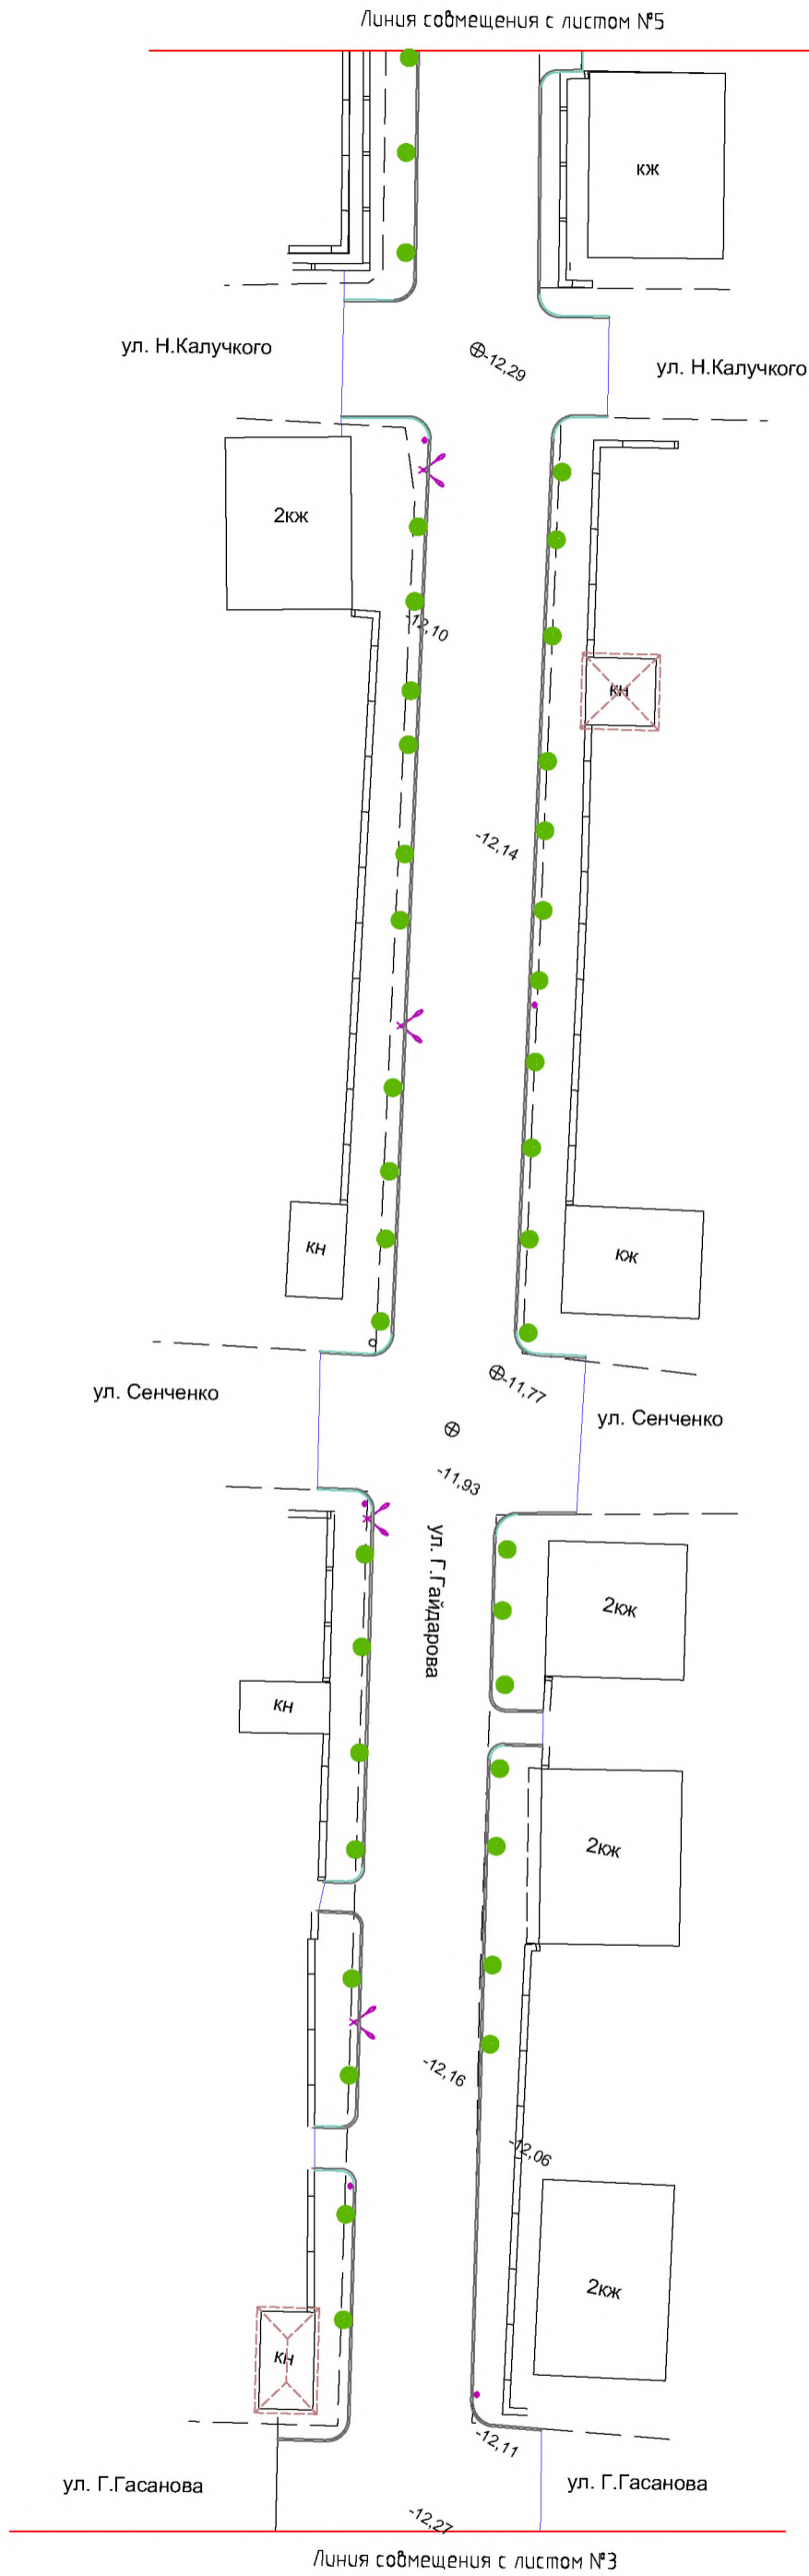 Линия совмещения с листом №5
кж
ул. Н.Калучкого
-12,29
ул. Н.Калучкого
2кж
-12,10
кн
-12,14
кн
кж
-11,77
ул. Сенченко
ул. Сенченко
-11,93
ул. Г.Гайдарова
2кж
кн
2кж
-12,16
-12,06
2кж
кн
-12,11
ул. Г.Гасанова
ул. Г.Гасанова
-12,27
Линия совмещения с листом №3